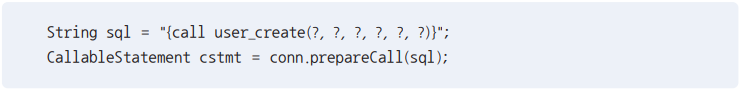 String sql = "{call user_create(?, ?, ?, ?, ?, ?)}";
CallableStatement cstmt = conn.prepareCall(sql);